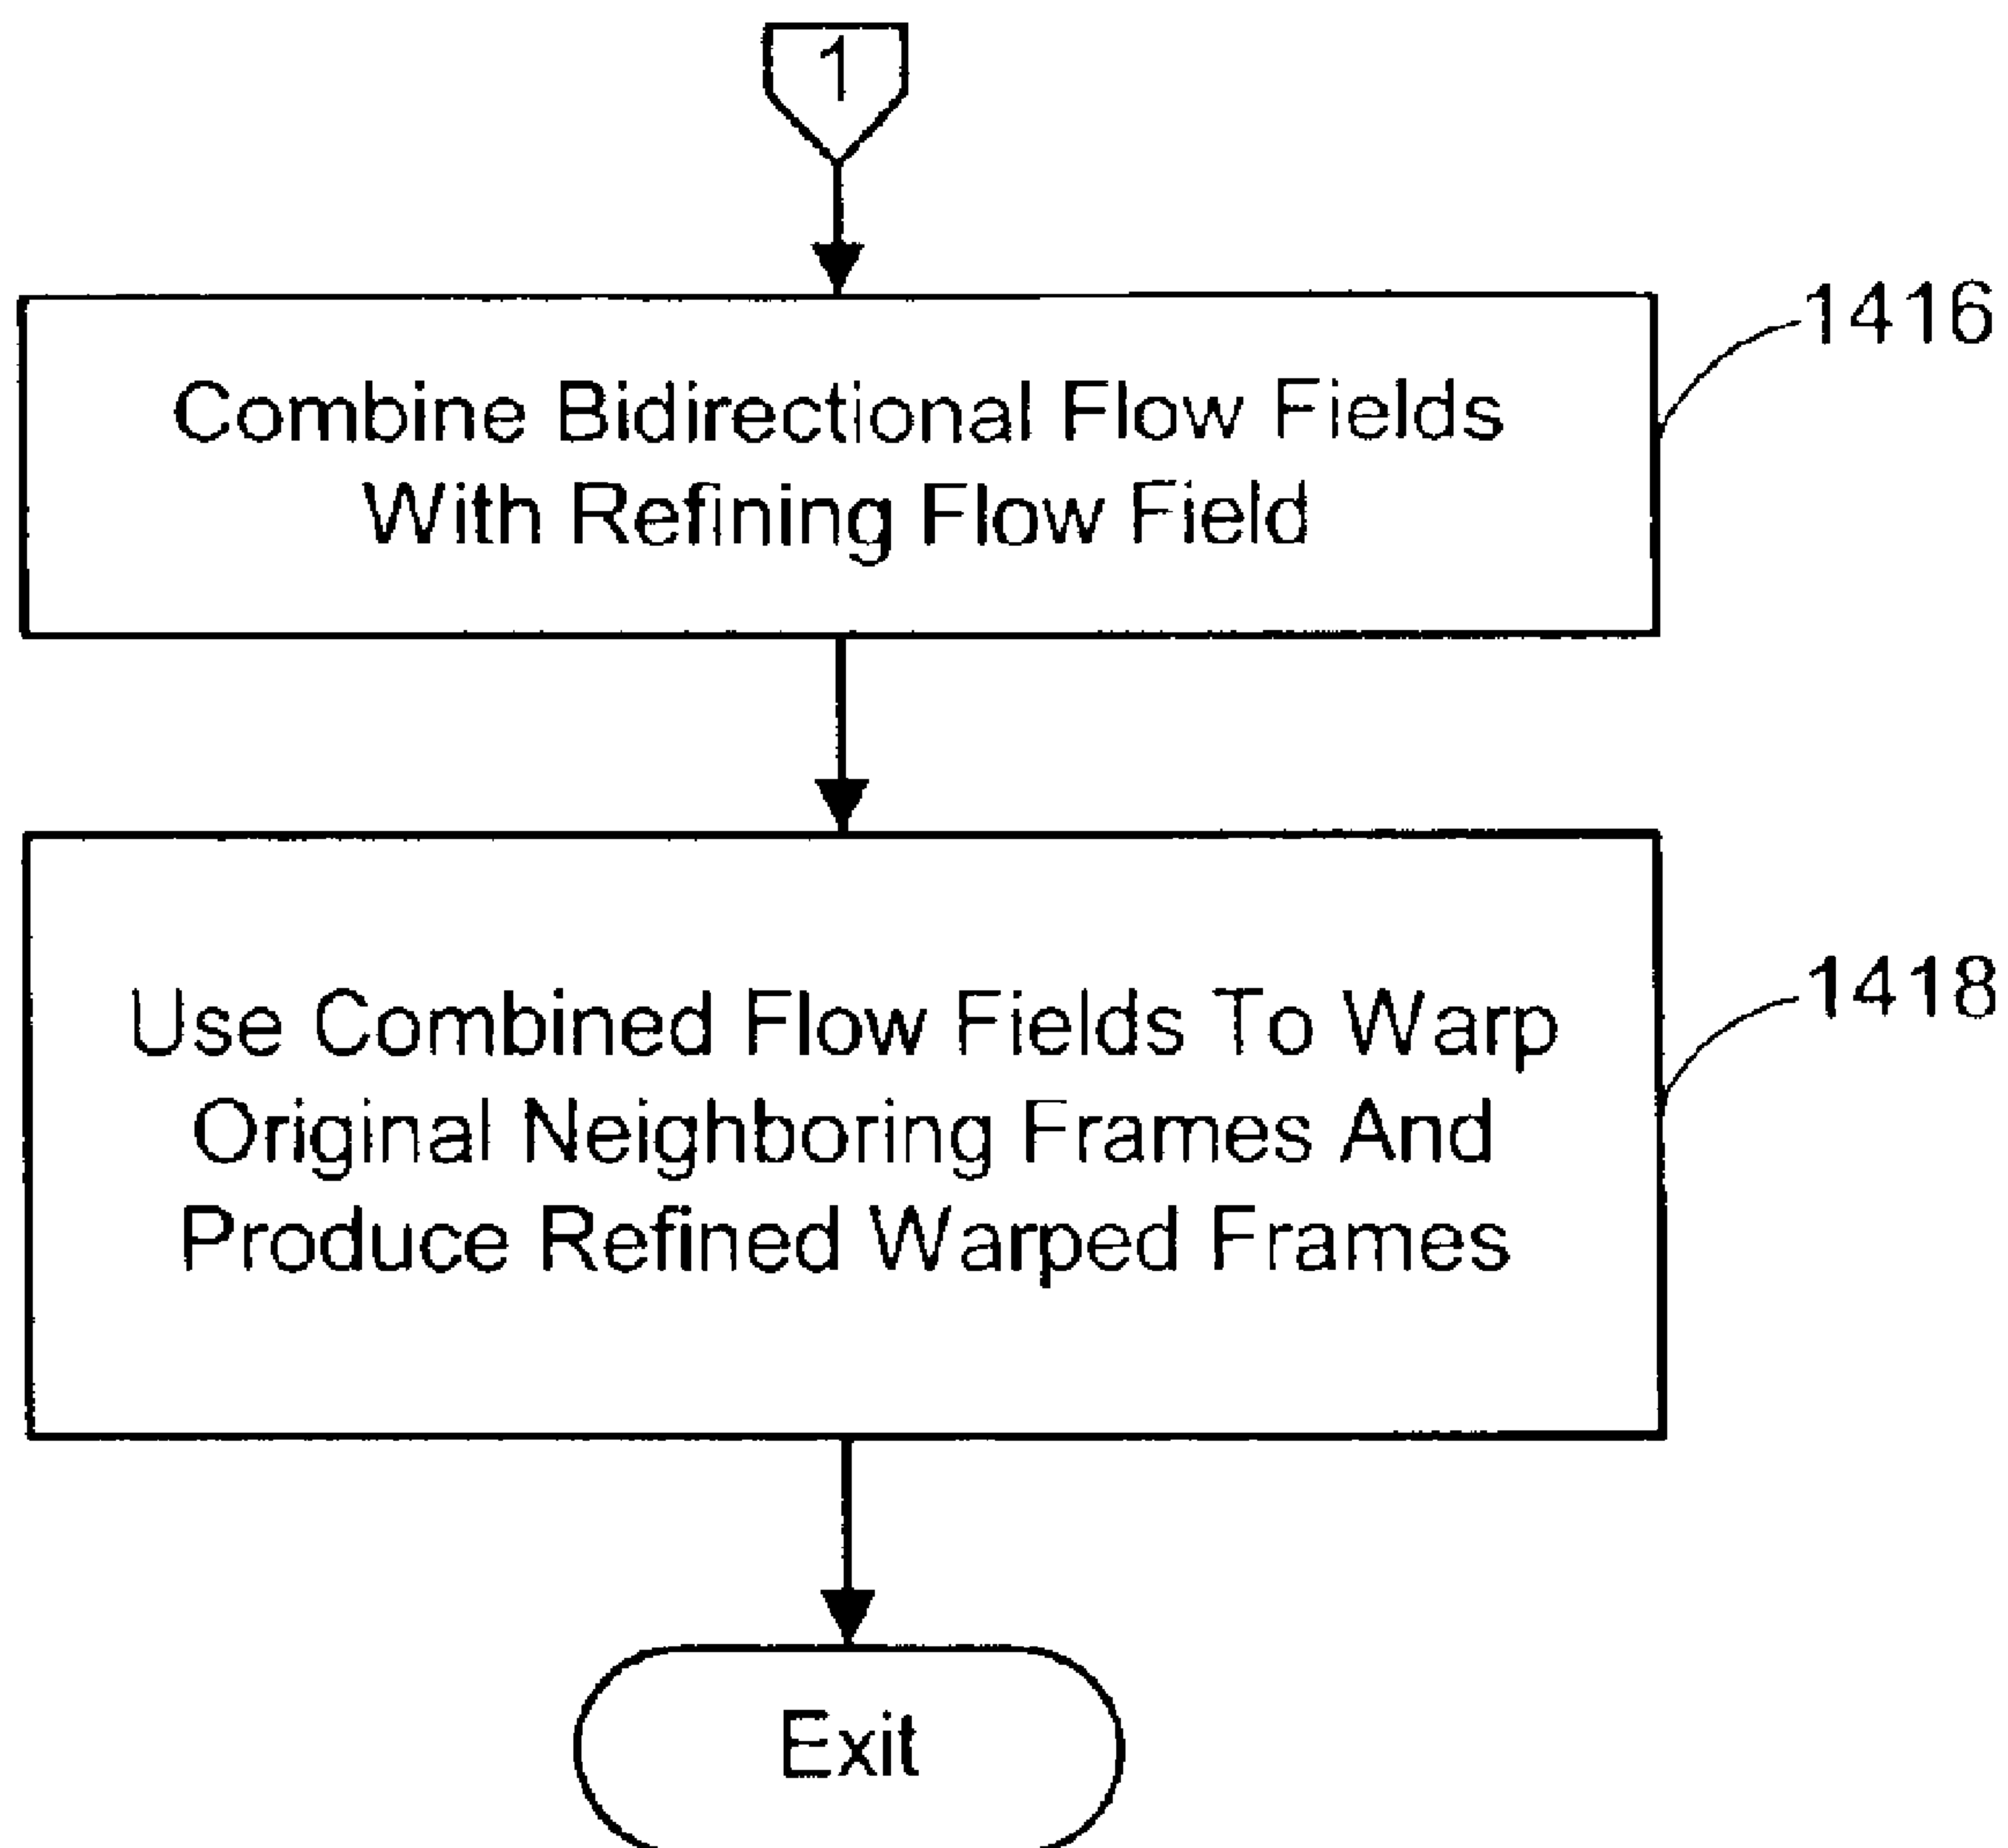 1
1416
Combine Bidirectional Flow Fields
With Refining Flow Field
1418
Use Combined Flow Fields To Warp
Original Neighboring Frames And
Produce Refined Warped Frames
Exit